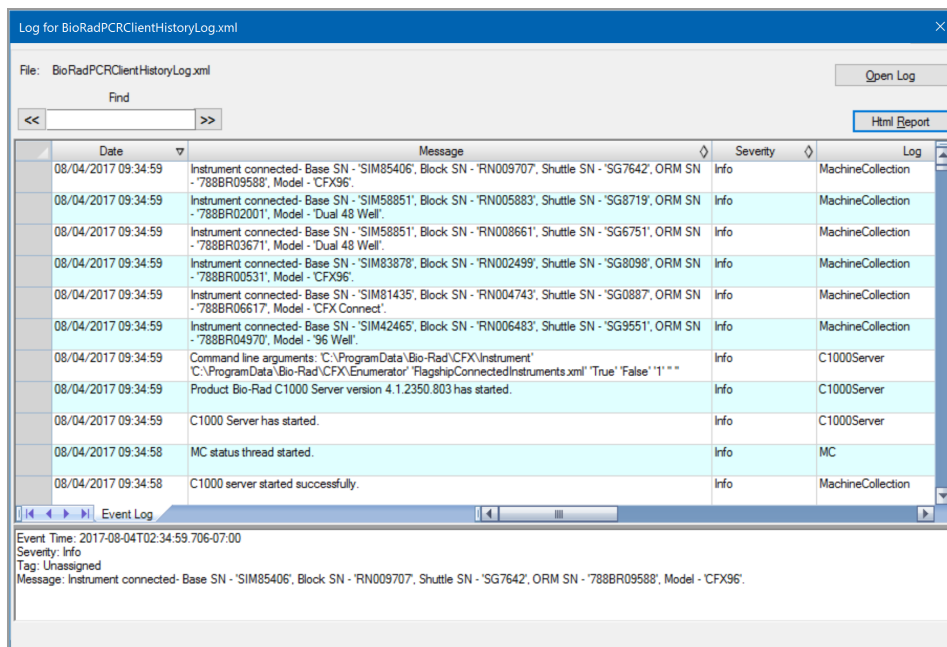 Log for BioRadPCRClientHistoryLog.xml
File: BioRadPCRClientHistoryLog.xml
Open Log
Find
<< >>
Html Report
Date Message Severity Log
08/04/2017 09:34:59 Instrument connected- Base SN - 'SIM85406', Block SN - 'RN009707', Shuttle SN - 'SG7642', ORM SN Info MachineCollection
- '788BR09588', Model - 'CFX96'.
08/04/2017 09:34:59 Instrument connected- Base SN - 'SIM58851', Block SN - 'RN005883', Shuttle SN - 'SG8719', ORM SN Info MachineCollection
- '788BR02001', Model - 'Dual 48 Well'.
08/04/2017 09:34:59 Instrument connected- Base SN - 'SIM58851', Block SN - 'RN008661', Shuttle SN - 'SG6751', ORM SN Info MachineCollection
- '788BR03671', Model - 'Dual 48 Well'.
08/04/2017 09:34:59 Instrument connected- Base SN - 'SIM83878', Block SN - 'RN002499', Shuttle SN - 'SG8098', ORM SN Info MachineCollection
- '788BR00531', Model - 'CFX96'.
08/04/2017 09:34:59 Instrument connected- Base SN - 'SIM81435', Block SN - 'RN004743', Shuttle SN - 'SG0887', ORM SN Info MachineCollection
- '788BR06617', Model - 'CFX Connect'.
08/04/2017 09:34:59 Instrument connected- Base SN - 'SIM42465', Block SN - 'RN006483', Shuttle SN - 'SG9551', ORM SN Info MachineCollection
- '788BR04970', Model - '96 Well'.
08/04/2017 09:34:59 Command line arguments: 'C:\ProgramData\Bio-Rad\CFX\Instrument' Info C1000Server
'C:\ProgramData\Bio-Rad\CFX\Enumerator' 'FlagshipConnectedInstruments.xml' 'True' 'False' '1' '' ''
08/04/2017 09:34:59 Product Bio-Rad C1000 Server version 4.1.2350.803 has started. Info C1000Server
08/04/2017 09:34:59 C1000 Server has started. Info C1000Server
08/04/2017 09:34:58 MC status thread started. Info MC
08/04/2017 09:34:58 C1000 server started successfully. Info MachineCollection
Event Log
Event Time: 2017-08-04T02:34:59.706-07:00
Severity: Info
Tag: Unassigned
Message: Instrument connected- Base SN - 'SIM85406', Block SN - 'RN009707', Shuttle SN - 'SG7642', ORM SN - '788BR09588', Model - 'CFX96'.